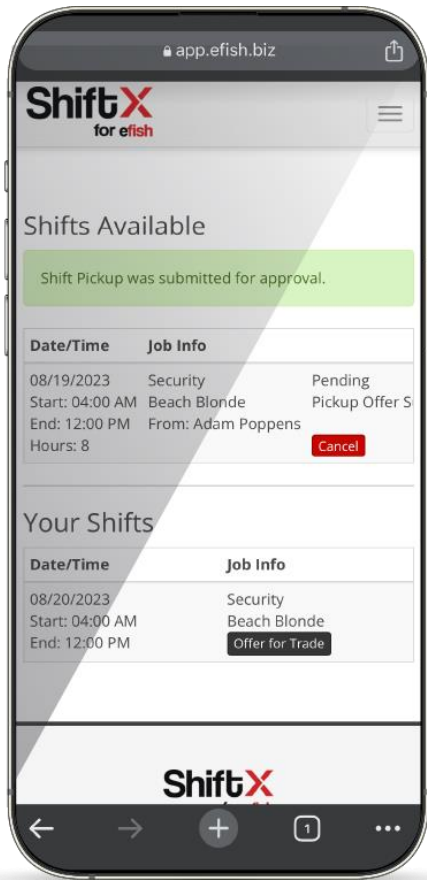 app.efish.biz
ShiftX
for efish
Shifts Available
Shift Pickup was submitted for approval.
Date/Time Job Info
08/19/2023 Security Pending
Start: 04:00 AM Beach Blonde Pickup Offer S
End: 12:00 PM From: Adam Poppens
Hours: 8 Cancel
Your Shifts
Date/Time Job Info
08/20/2023 Security
Start: 04:00 AM Beach Blonde
End: 12:00 PM Offer for Trade
ShiftX
1